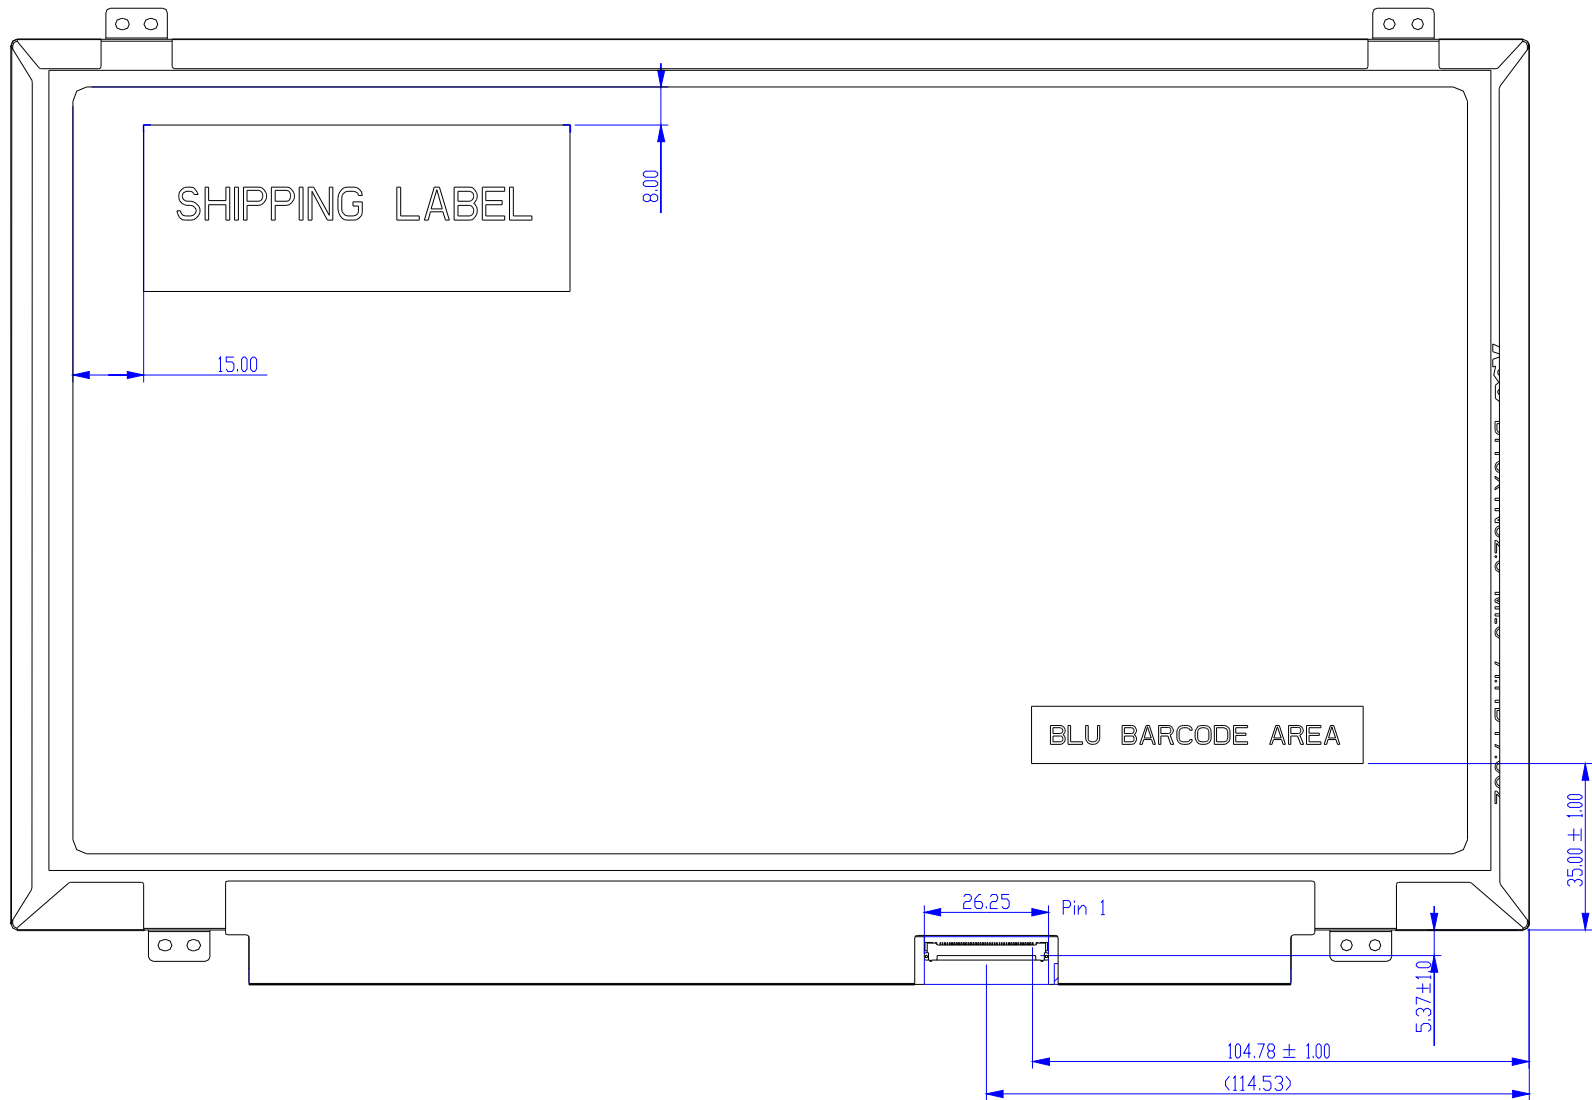 SHIPPING LABEL
8.00
15.00
BLU BARCODE AREA
35.00 ± 1.00
26.25
Pin 1
5.37±1.0
104.78 ± 1.00
(114.53)